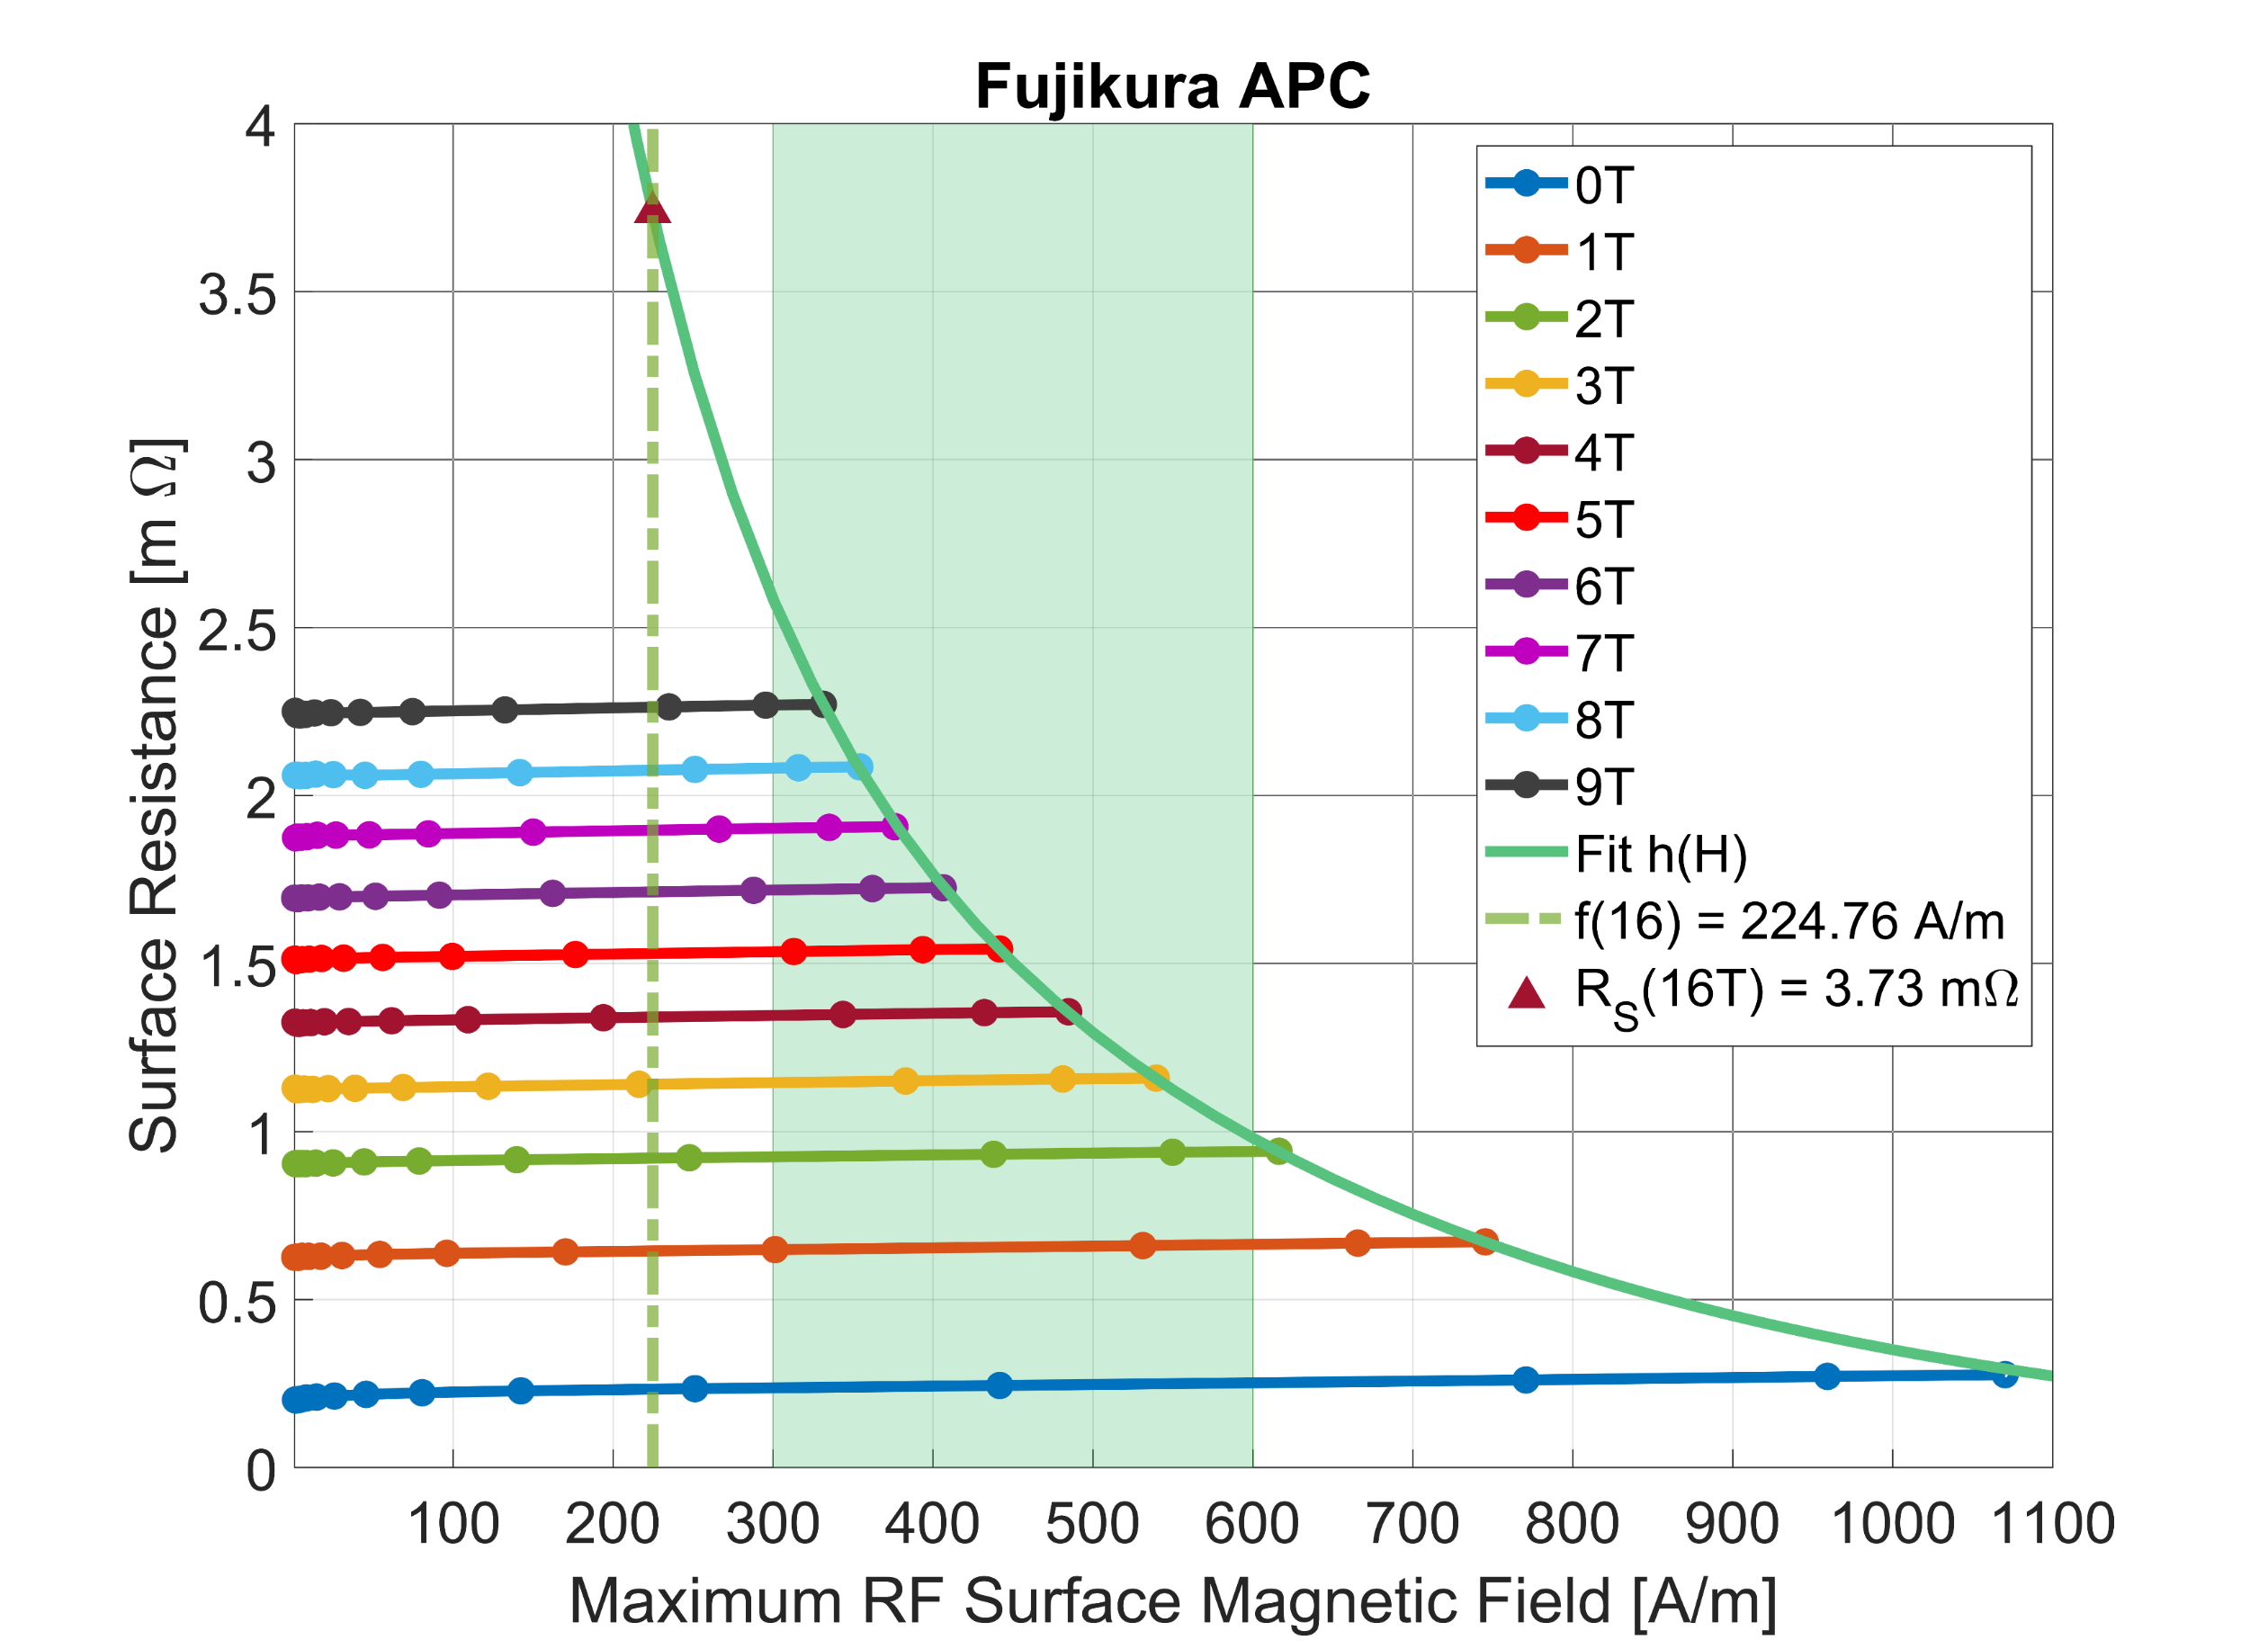 Fujikura APC
4
3.5
3
2.5
2
1.5
1
0.5
0
Surface Resistance [m Ω]
100 200 300 400 500 600 700 800 900 1000 1100
Maximum RF Surface Magnetic Field [A/m]
0T
1T
2T
3T
4T
5T
6T
7T
8T
9T
Fit h(H)
f(16) = 224.76 A/m
R_S(16T) = 3.73 mΩ